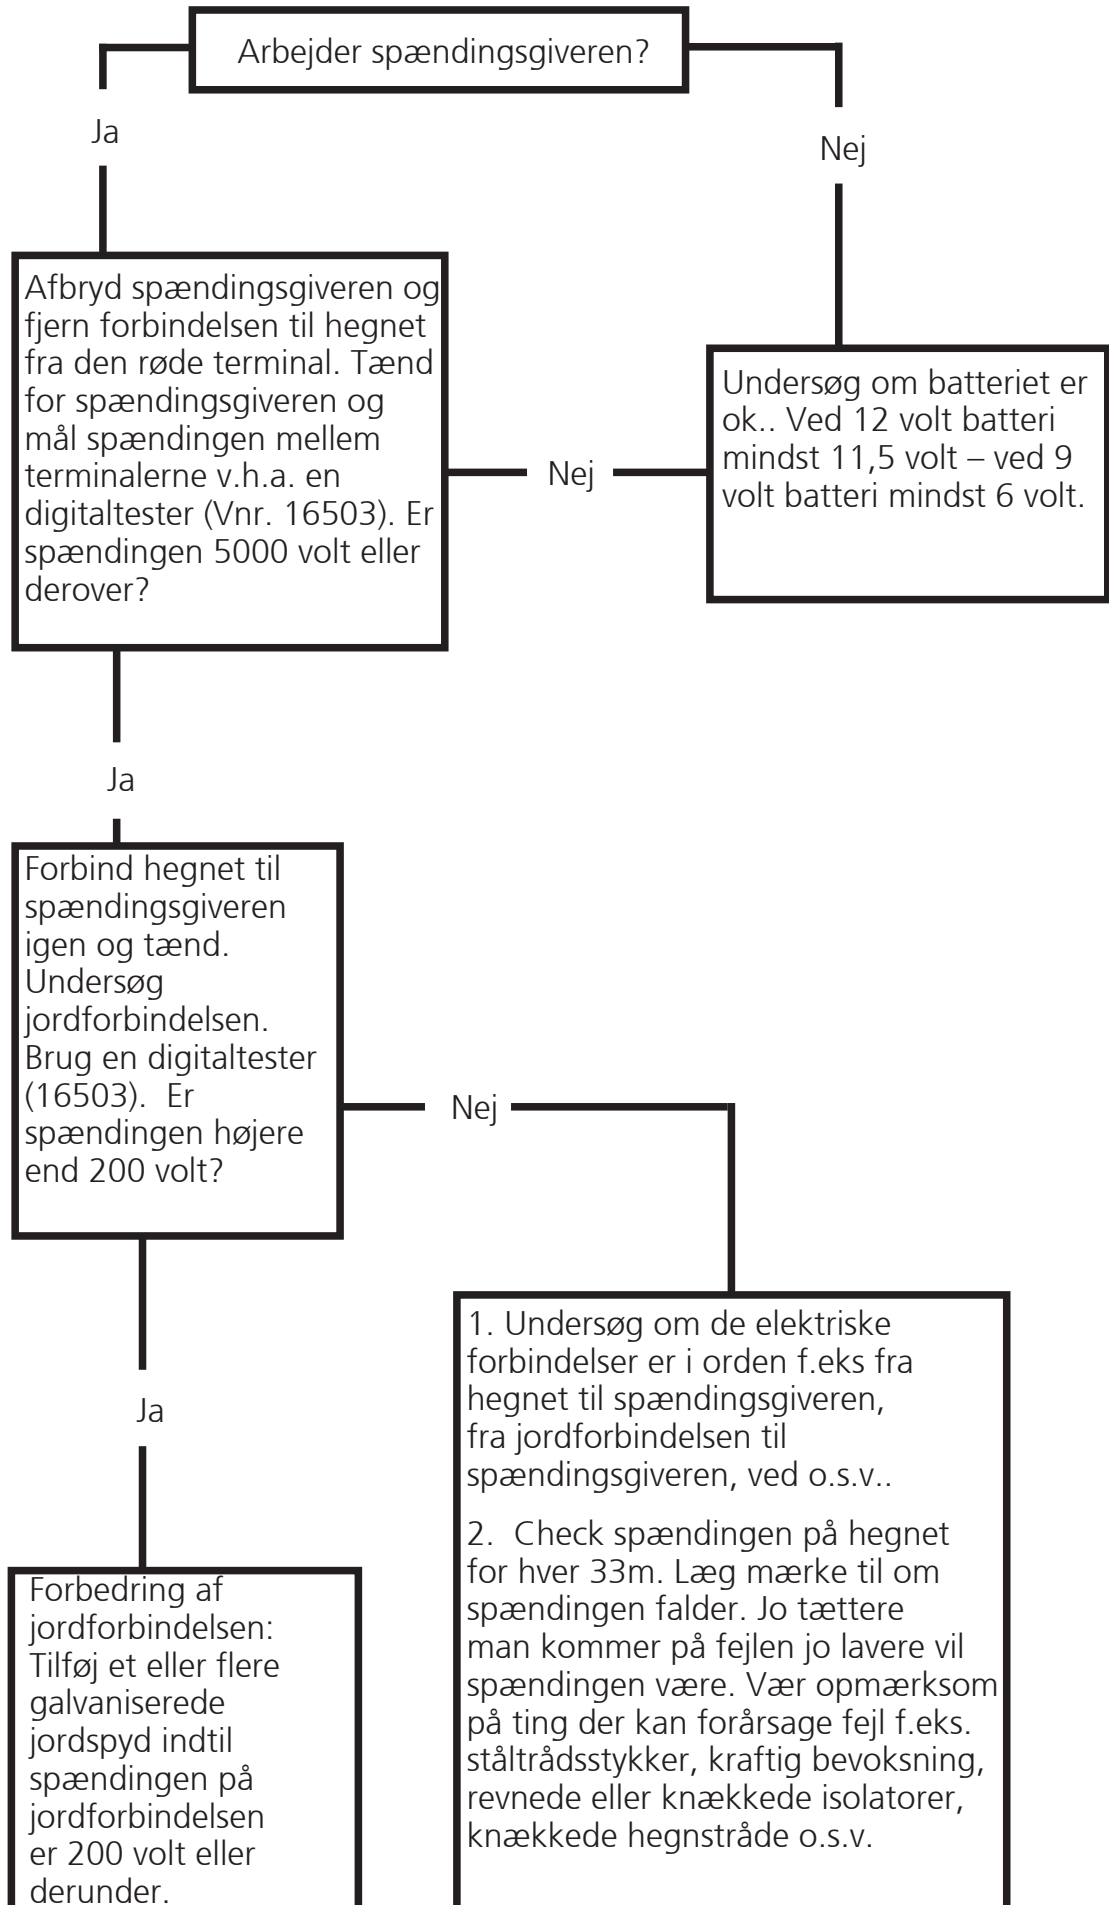 Arbejder spændingsgiveren?
Ja
Nej
Afbryd spændingsgiveren og
fjern forbindelsen til hegnet
fra den røde terminal. Tænd
for spændingsgiveren og
mål spændingen mellem
terminalerne v.h.a. en
digitaltester (Vnr. 16503). Er
spændingen 5000 volt eller
derover?
Nej
Undersøg om batteriet er
ok.. Ved 12 volt batteri
mindst 11,5 volt – ved 9
volt batteri mindst 6 volt.
Ja
Forbind hegnet til
spændingsgiveren
igen og tænd.
Undersøg
jordforbindelsen.
Brug en digitaltester
(16503).  Er
spændingen højere
end 200 volt?
Nej
Ja
1. Undersøg om de elektriske
forbindelser er i orden f.eks fra
hegnet til spændingsgiveren,
fra jordforbindelsen til
spændingsgiveren, ved o.s.v..
2.  Check spændingen på hegnet
for hver 33m. Læg mærke til om
spændingen falder. Jo tættere
man kommer på fejlen jo lavere vil
spændingen være. Vær opmærksom
på ting der kan forårsage fejl f.eks.
ståltrådsstykker, kraftig bevoksning,
revnede eller knækkede isolatorer,
knækkede hegnstråde o.s.v.
Forbedring af
jordforbindelsen:
Tilføj et eller flere
galvaniserede
jordspyd indtil
spændingen på
jordforbindelsen
er 200 volt eller
derunder.